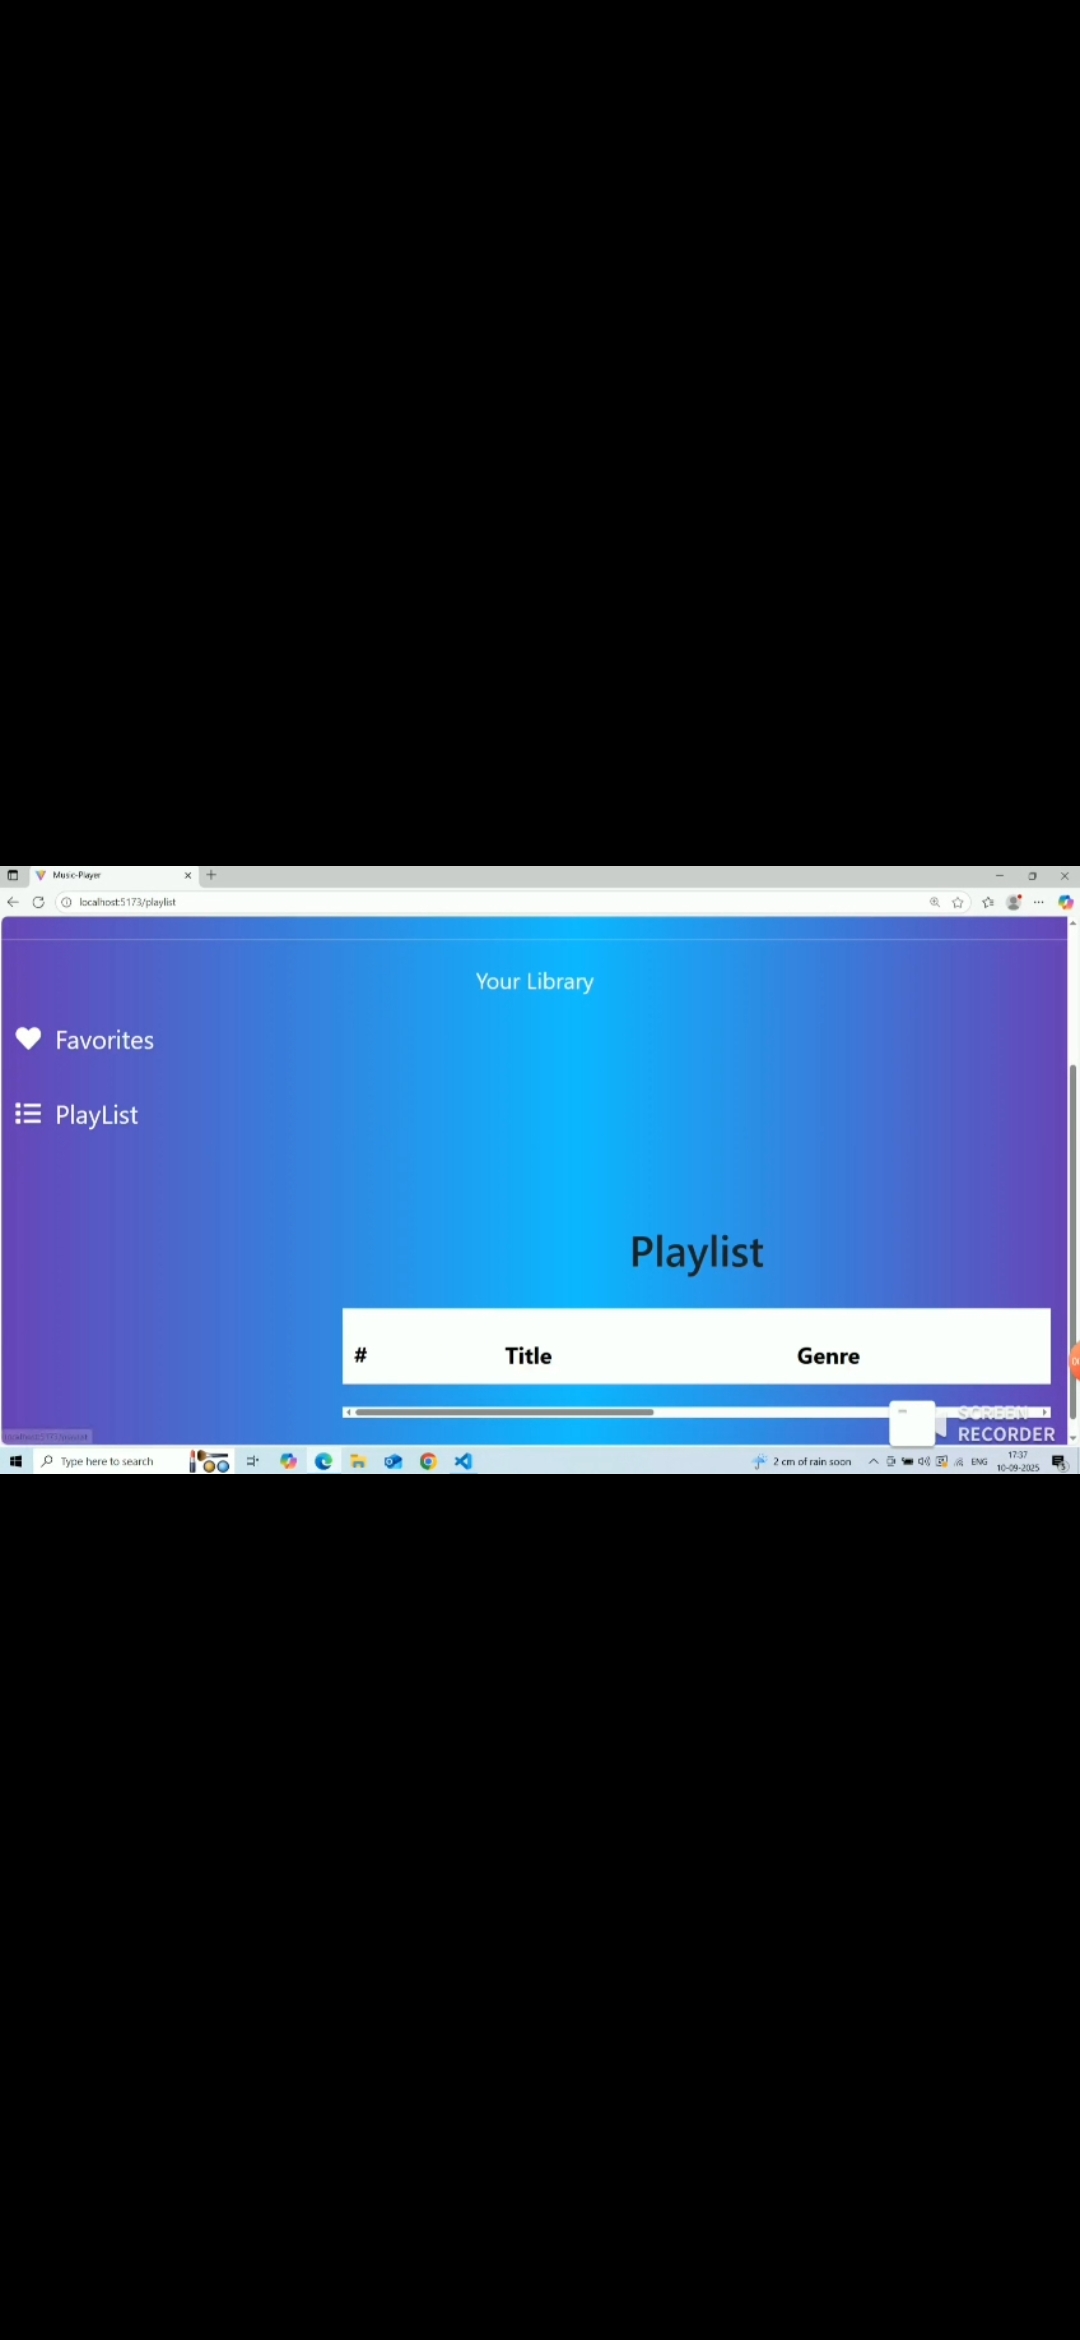 Music-Player
localhost:5173/playlist
Your Library
Favorites
PlayList
Playlist
# Title Genre
SCREEN
RECORDER
Type here to search
2 cm of rain soon
ENG
17:37
10-09-2025